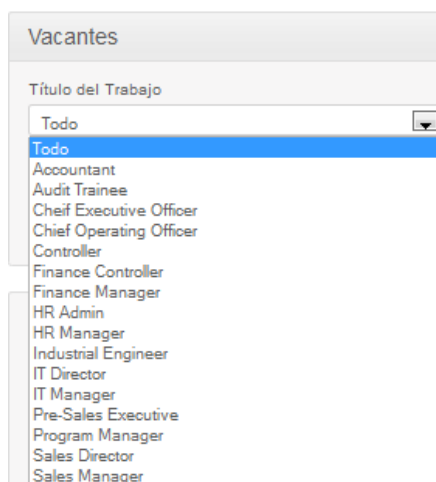 Vacantes
Título del Trabajo
Todo
Todo
Accountant
Audit Trainee
Cheif Executive Officer
Chief Operating Officer
Controller
Finance Controller
Finance Manager
HR Admin
HR Manager
Industrial Engineer
IT Director
IT Manager
Pre-Sales Executive
Program Manager
Sales Director
Sales Manager